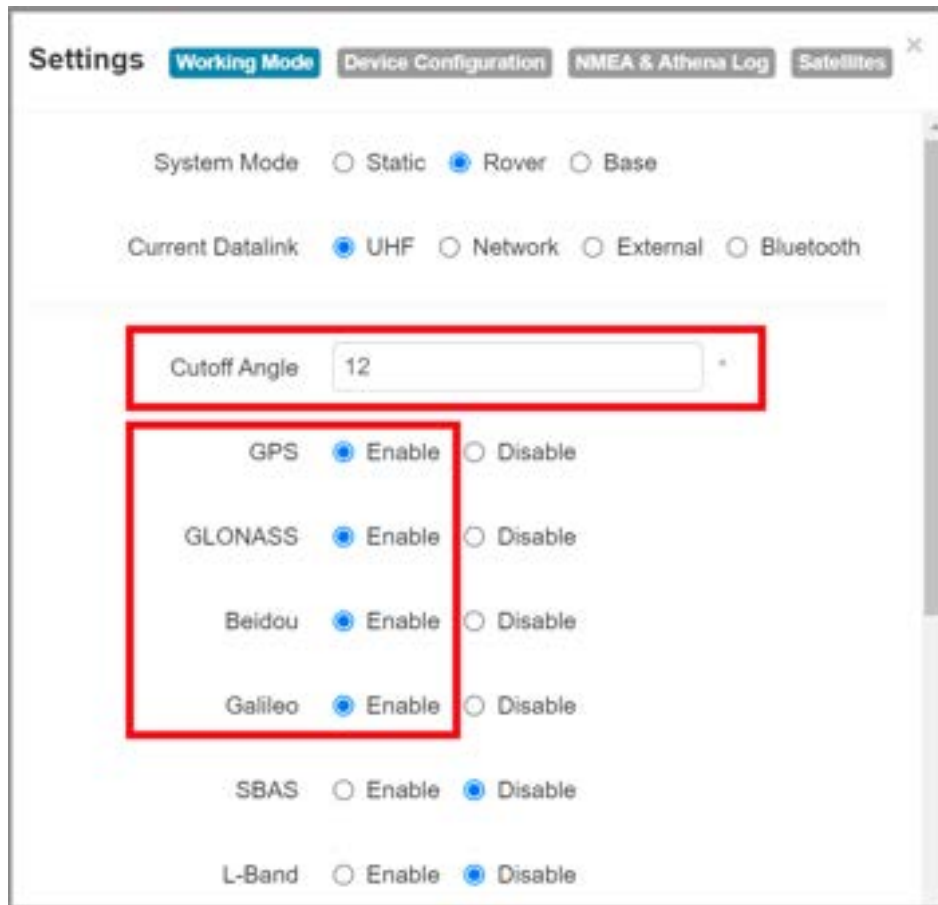 Settings Working Mode Device Configuration NMEA & Athena Log Satellites ×
System Mode Static Rover Base
Current Datalink UHF Network External Bluetooth
Cutoff Angle 12 °
GPS Enable Disable
GLONASS Enable Disable
Beidou Enable Disable
Galileo Enable Disable
SBAS Enable Disable
L-Band Enable Disable